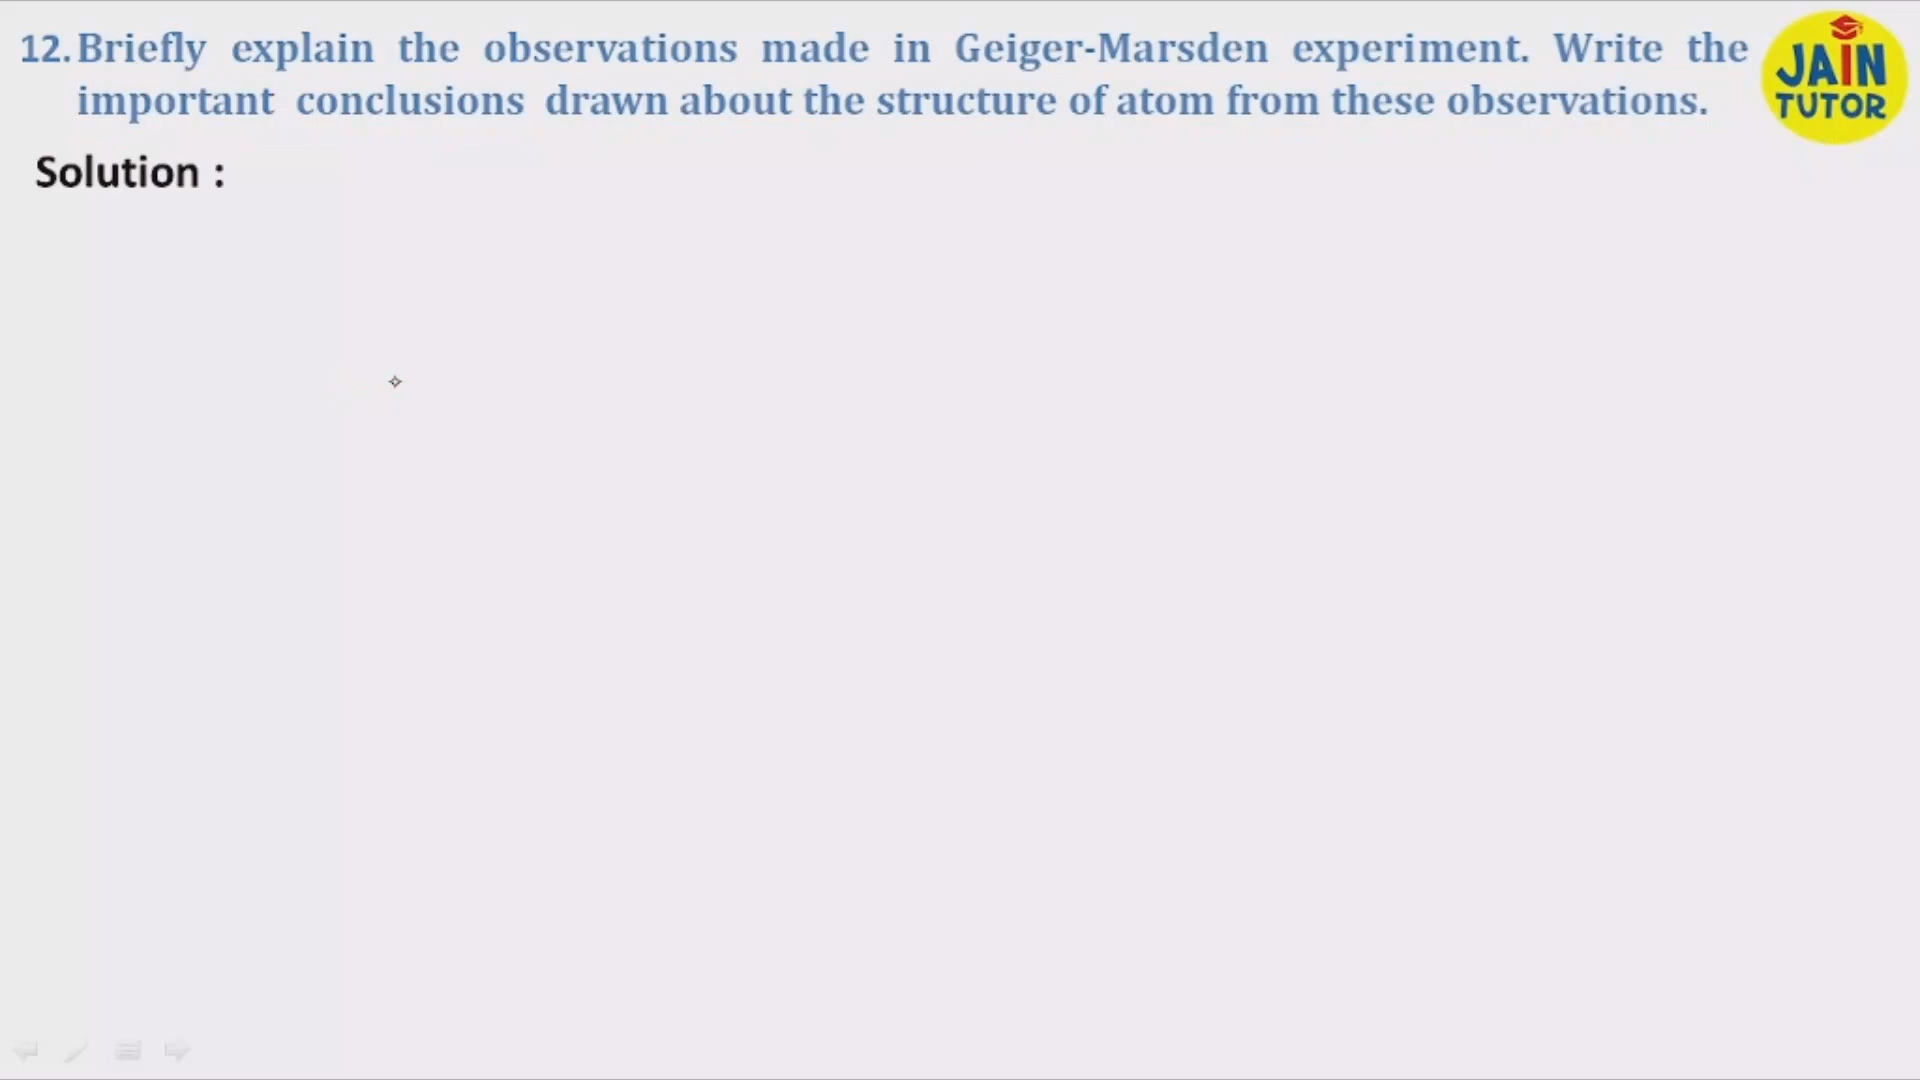 12. Briefly explain the observations made in Geiger-Marsden experiment. Write the
important conclusions drawn about the structure of atom from these observations.
JAIN
TUTOR
Solution :